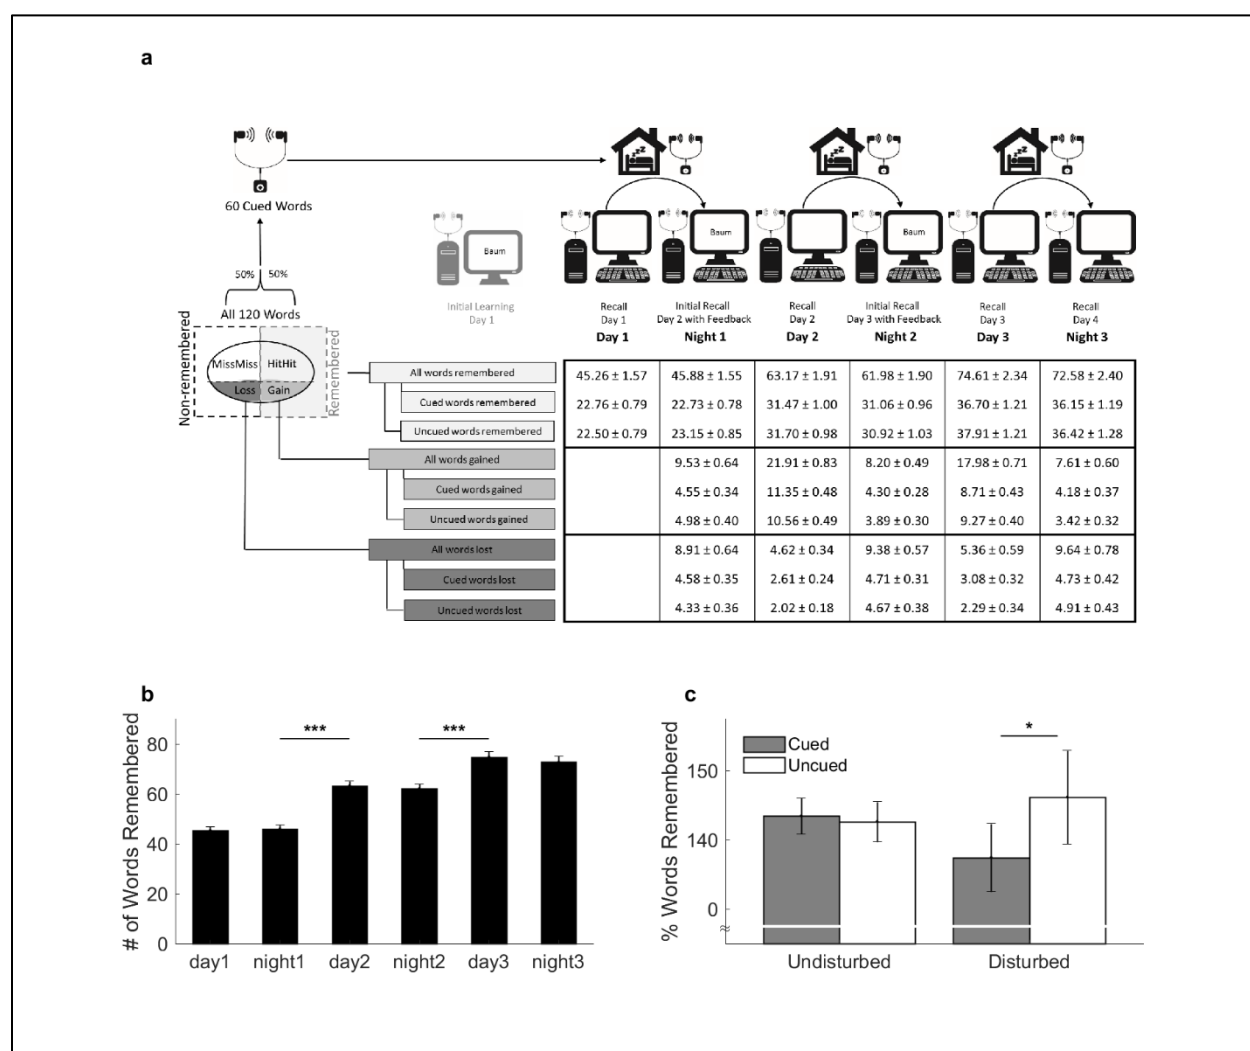 a
60 Cued Words
50% 50%
All 120 Words
Non-remembered
MissMiss HitHit
Loss Gain
Remembered
Baum
Initial Learning
Day 1
Baum
Baum
Recall
Day 1
Day 1
Initial Recall
Day 2 with Feedback
Night 1
Recall
Day 2
Day 2
Initial Recall
Day 3 with Feedback
Night 2
Recall
Day 3
Day 3
Recall
Day 4
Night 3
All words remembered 45.26 ± 1.57 45.88 ± 1.55 63.17 ± 1.91 61.98 ± 1.90 74.61 ± 2.34 72.58 ± 2.40
Cued words remembered 22.76 ± 0.79 22.73 ± 0.78 31.47 ± 1.00 31.06 ± 0.96 36.70 ± 1.21 36.15 ± 1.19
Uncued words remembered 22.50 ± 0.79 23.15 ± 0.85 31.70 ± 0.98 30.92 ± 1.03 37.91 ± 1.21 36.42 ± 1.28
All words gained 9.53 ± 0.64 21.91 ± 0.83 8.20 ± 0.49 17.98 ± 0.71 7.61 ± 0.60
Cued words gained 4.55 ± 0.34 11.35 ± 0.48 4.30 ± 0.28 8.71 ± 0.43 4.18 ± 0.37
Uncued words gained 4.98 ± 0.40 10.56 ± 0.49 3.89 ± 0.30 9.27 ± 0.40 3.42 ± 0.32
All words lost 8.91 ± 0.64 4.62 ± 0.34 9.38 ± 0.57 5.36 ± 0.59 9.64 ± 0.78
Cued words lost 4.58 ± 0.35 2.61 ± 0.24 4.71 ± 0.31 3.08 ± 0.32 4.73 ± 0.42
Uncued words lost 4.33 ± 0.36 2.02 ± 0.18 4.67 ± 0.38 2.29 ± 0.34 4.91 ± 0.43
b
# of Words Remembered
80
60
40
20
0
*** ***
day1 night1 day2 night2 day3 night3
c
% Words Remembered
150
140
0
≈
Cued
Uncued
*
Undisturbed Disturbed